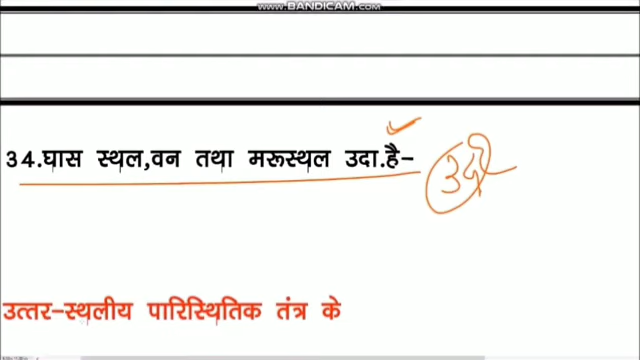 www.BANDICAM.com
34.घास स्थल,वन तथा मरूस्थल उदा.है-
उत्तर-स्थलीय पारिस्थितिक तंत्र के